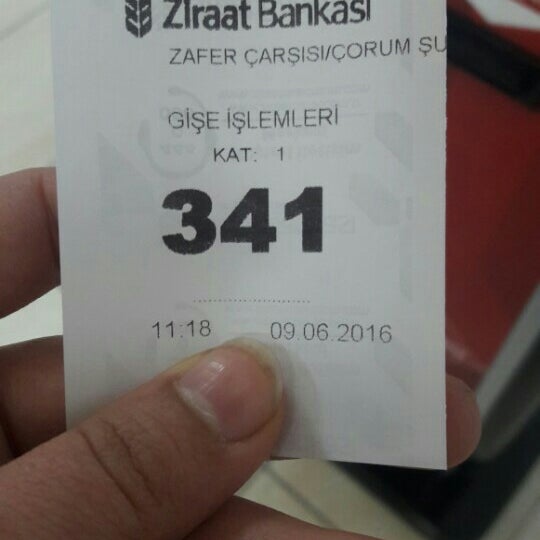 Ziraat Bankası
ZAFER ÇARŞISI/ÇORUM ŞU
GİŞE İŞLEMLERİ
KAT: 1
341
11:18 09.06.2016